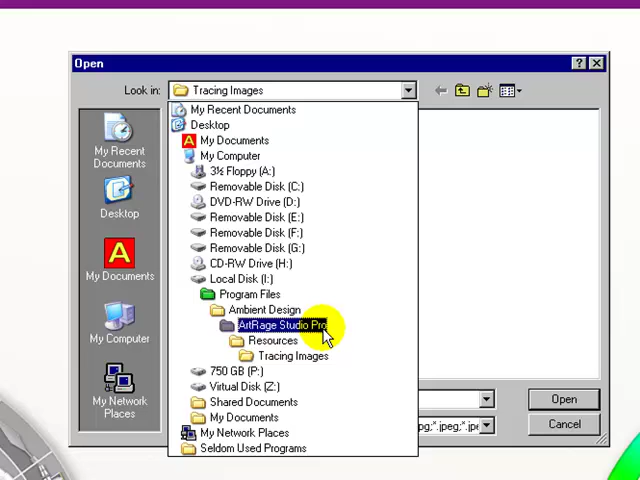 Open
Look in: Tracing Images
My Recent Documents
Desktop
My Documents
My Computer
3½ Floppy (A:)
Removable Disk (C:)
DVD-RW Drive (D:)
Removable Disk (E:)
Removable Disk (F:)
Removable Disk (G:)
CD-RW Drive (H:)
Local Disk (I:)
Program Files
Ambient Design
ArtRage Studio Pro
Resources
Tracing Images
750 GB (P:)
Virtual Disk (Z:)
Shared Documents
My Documents
My Network Places
Seldom Used Programs
My Recent
Documents
Desktop
A
My Documents
My Computer
My Network
Places
Open
pg;*.jpeg;*.jpe
Cancel